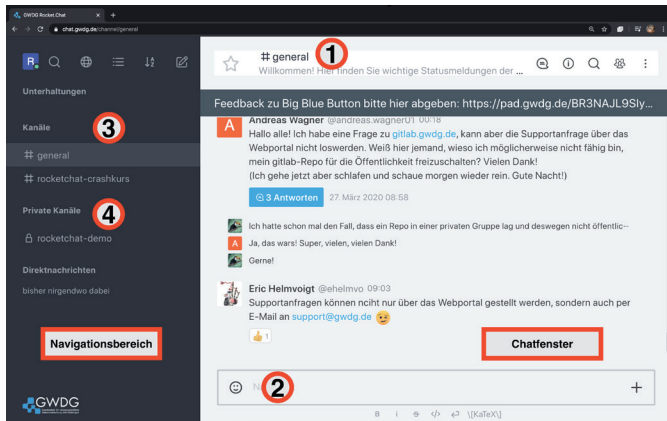 GWDG Rocket.Chat
chat.gwdg.de/channel/general
R
Unterhaltungen
Kanäle
3
# general
# rocketchat-crashkurs
Private Kanäle
4
rocketchat-demo
Direktnachrichten
bisher nirgendwo dabei
Navigationsbereich
GWDG
# general
1
Willkommen! Hier finden Sie wichtige Statusmeldungen der ...
Feedback zu Big Blue Button bitte hier abgeben: https://pad.gwdg.de/BR3NAJL9SIy...
A
Andreas Wagner @andreas.wagner01 00:18
Hallo alle! Ich habe eine Frage zu gitlab.gwdg.de, kann aber die Supportanfrage über das
Webportal nicht loswerden. Weiß hier jemand, wieso ich möglicherweise nicht fähig bin,
mein gitlab-Repo für die Öffentlichkeit freizuschalten? Vielen Dank!
(Ich gehe jetzt aber schlafen und schaue morgen wieder rein. Gute Nacht!)
3 Antworten 27. März 2020 08:58
Ich hatte schon mal den Fall, dass ein Repo in einer privaten Gruppe lag und deswegen nicht öffentlic...
A Ja, das wars! Super, vielen, vielen Dank!
Gerne!
Eric Helmvoigt @ehelmvo 09:03
Supportanfragen können nciht nur über das Webportal gestellt werden, sondern auch per
E-Mail an support@gwdg.de
1
Chatfenster
2
B i S </> \[KaTeX\]